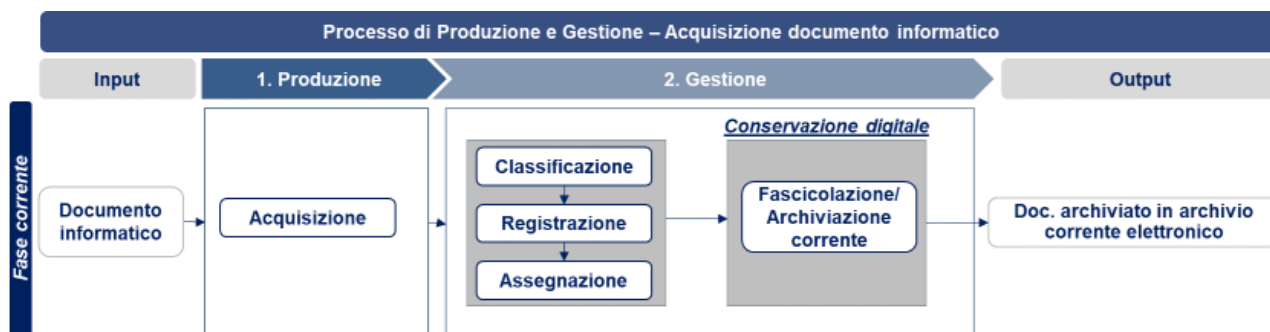 Processo di Produzione e Gestione – Acquisizione documento informatico
Input
1. Produzione
2. Gestione
Output
Fase corrente
Documento
informatico
Acquisizione
Classificazione
Registrazione
Assegnazione
Conservazione digitale
Fascicolazione/
Archiviazione
corrente
Doc. archiviato in archivio
corrente elettronico